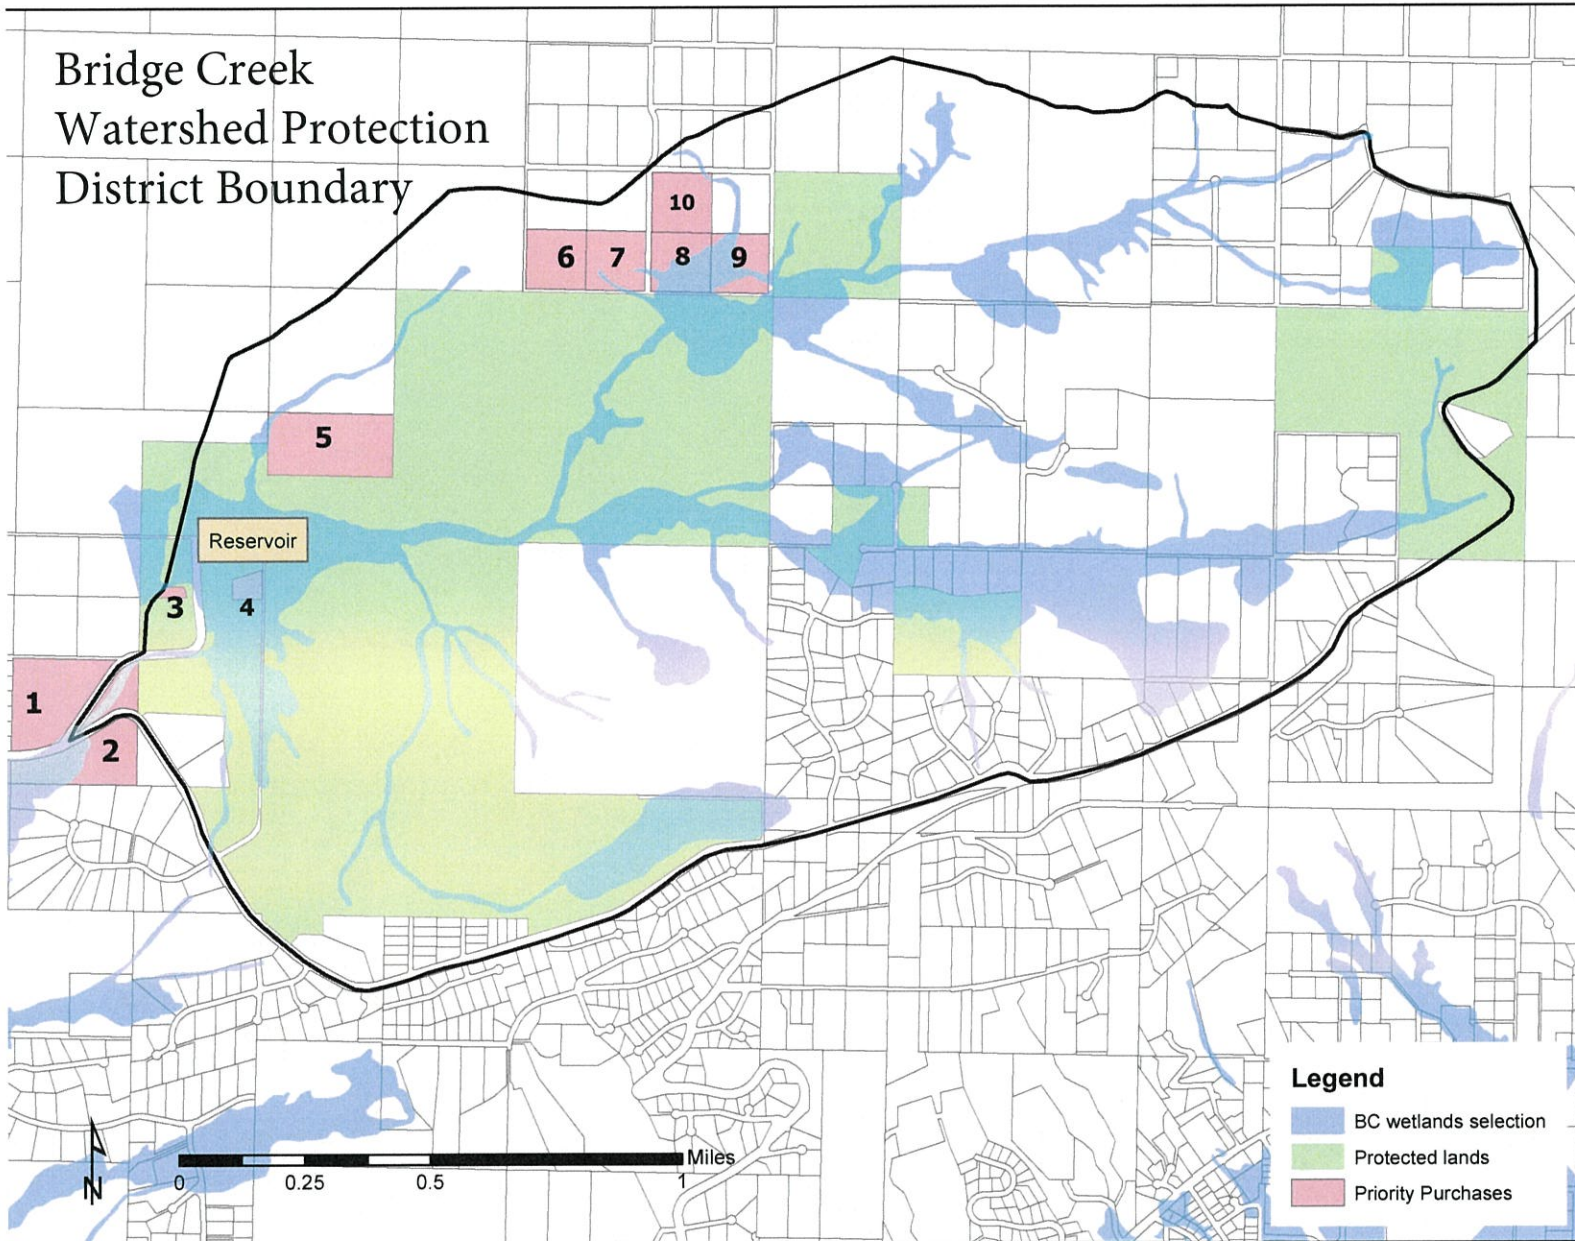 Bridge Creek
Watershed Protection
District Boundary
10
6
7
8
9
5
Reservoir
3
4
1
2
Legend
BC wetlands selection
Protected lands
Priority Purchases
Miles
0
0.25
0.5
1
N